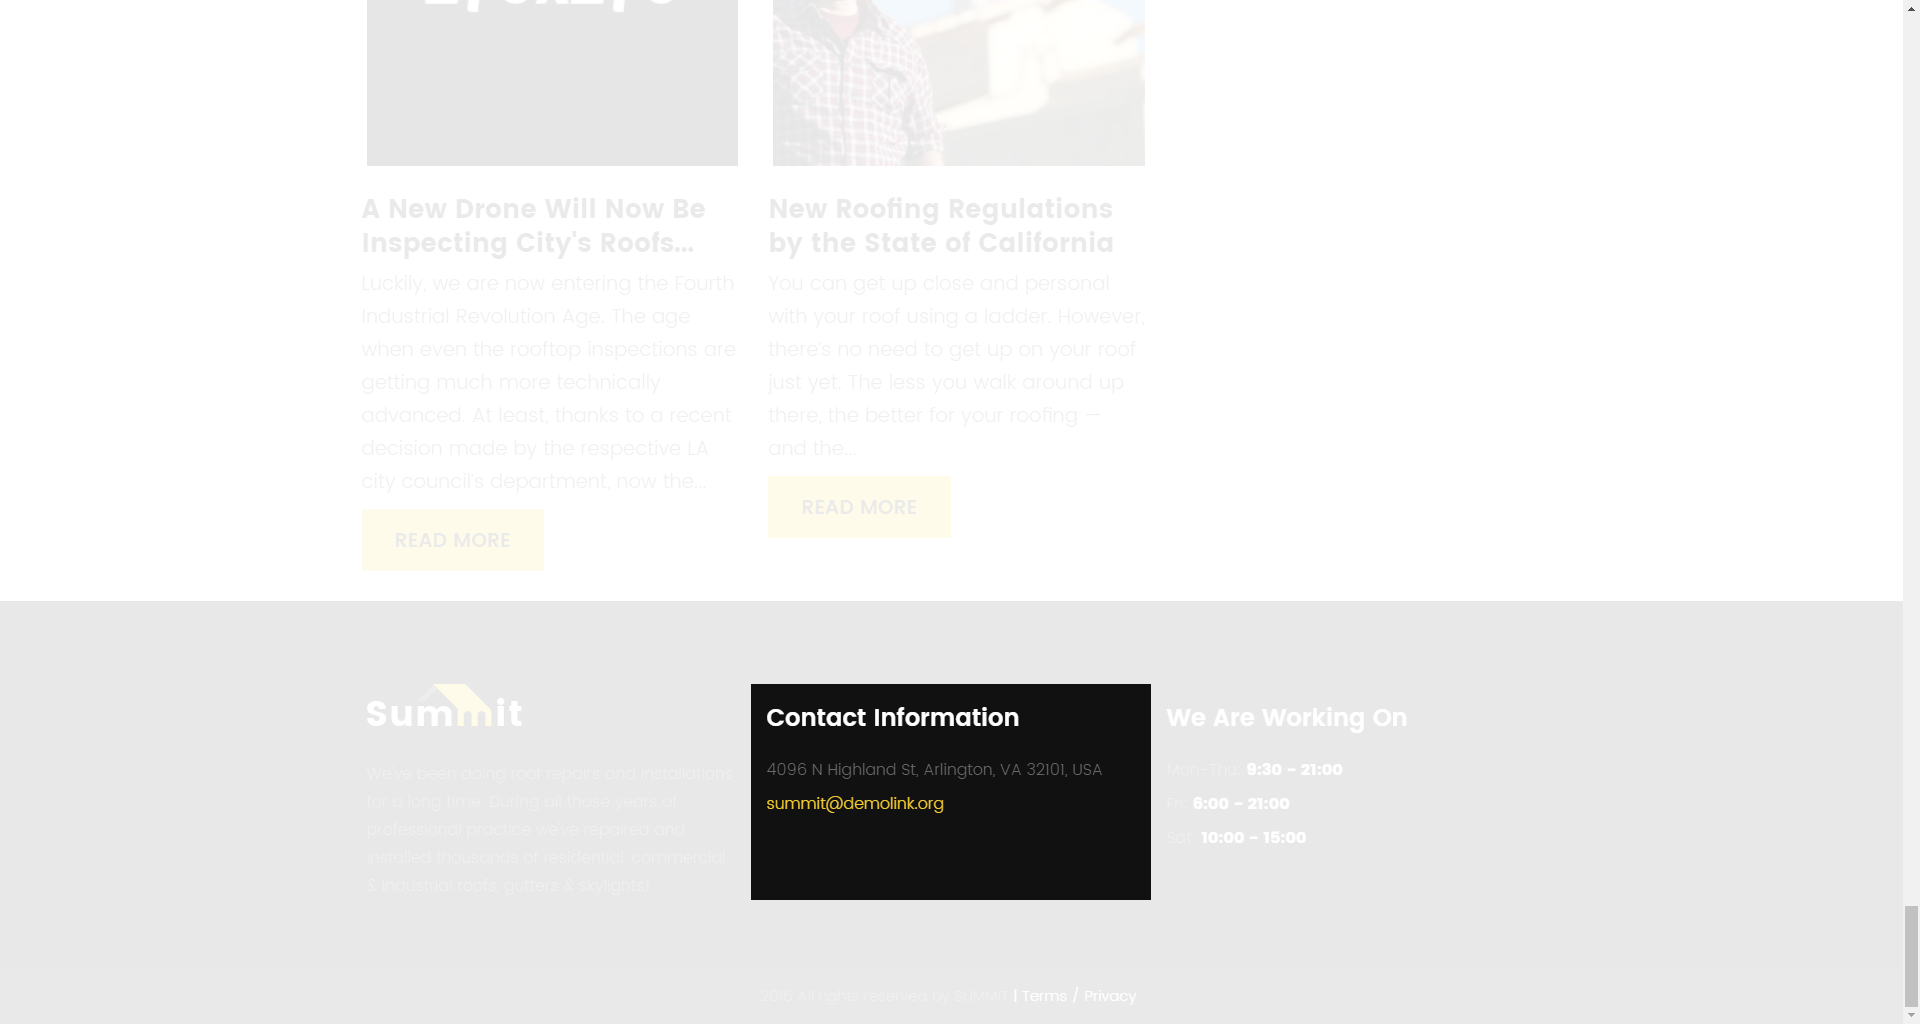 A New Drone Will Now Be
Inspecting City's Roofs...
Luckily, we are now entering the Fourth
Industrial Revolution Age. The age
when even the rooftop inspections are
getting much more technically
advanced. At least, thanks to a recent
decision made by the respective LA
city council's department, now the...
READ MORE
New Roofing Regulations
by the State of California
You can get up close and personal
with your roof using a ladder. However,
there's no need to get up on your roof
just yet. The less you walk around up
there, the better for your roofing —
and the...
READ MORE
Summit
We've been doing roof repairs and installations
for a long time. During all those years of
professional practice we've repaired and
installed thousands of residential, commercial
& industrial roofs, gutters & skylights!
Contact Information
4096 N Highland St, Arlington, VA 32101, USA
summit@demolink.org
We Are Working On
Mon-Thu: 9:30 - 21:00
Fri: 6:00 - 21:00
Sat: 10:00 - 15:00
All rights reserved by SUMMIT | Terms / Privacy